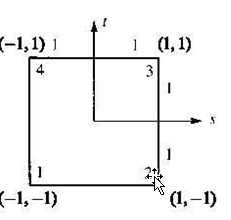 t
(−1, 1) 1 1 (1, 1)
4 3
1
s
1
1 2
(−1, −1) (1, −1)